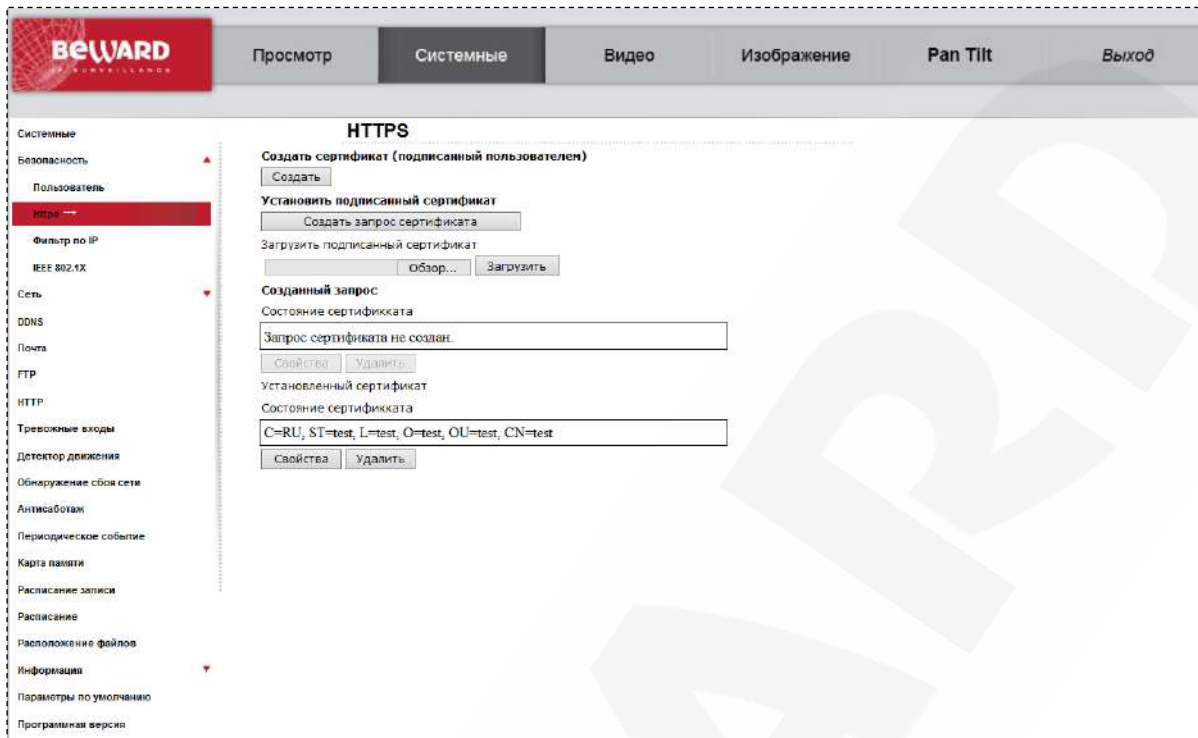 BEWARD
IP SURVEILLANCE
Просмотр
Системные
Видео
Изображение
Pan Tilt
Выход
Системные
Безопасность
Пользователь
Https →
Фильтр по IP
IEEE 802.1X
Сеть
DDNS
Почта
FTP
HTTP
Тревожные входы
Детектор движения
Обнаружение сбоя сети
Антисаботаж
Периодическое событие
Карта памяти
Расписание записи
Расписание
Расположение файлов
Информация
Параметры по умолчанию
Программная версия
HTTPS
Создать сертификат (подписанный пользователем)
Создать
Установить подписанный сертификат
Создать запрос сертификата
Загрузить подписанный сертификат
Обзор... Загрузить
Созданный запрос
Состояние сертификката
Запрос сертификата не создан.
Свойства Удалить
Установленный сертификат
Состояние сертификката
C=RU, ST=test, L=test, O=test, OU=test, CN=test
Свойства Удалить